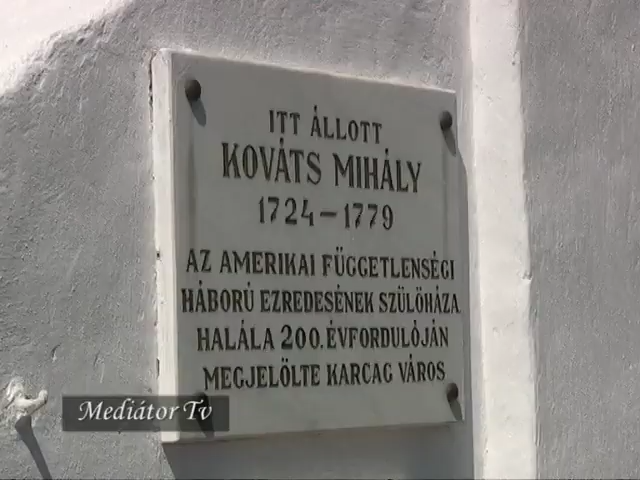 ITT ÁLLOTT
KOVÁTS MIHÁLY
1724-1779
AZ AMERIKAI FÜGGETLENSÉGI
HÁBORÚ EZREDESÉNEK SZÜLŐHÁZA.
HALÁLA 200. ÉVFORDULÓJÁN
MEGJELÖLTE KARCAG VÁROS
Mediátor Tv